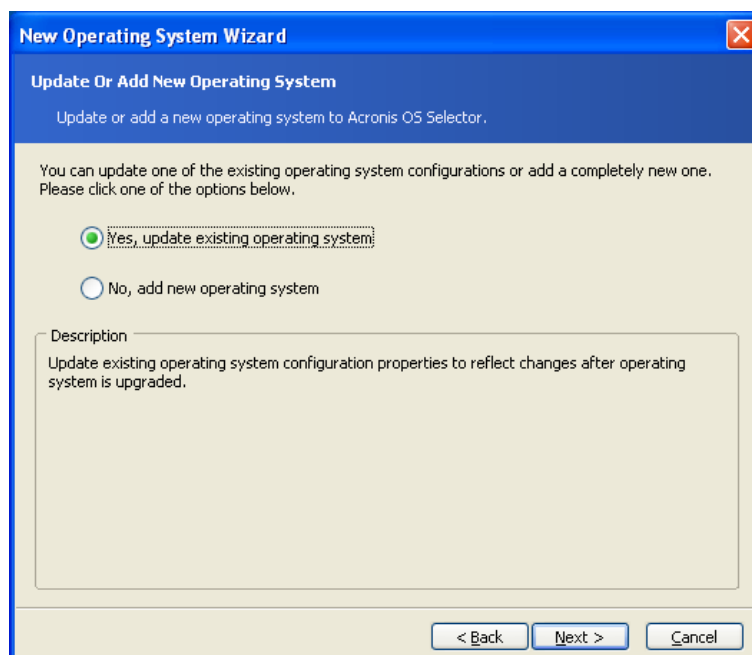 New Operating System Wizard
Update Or Add New Operating System
Update or add a new operating system to Acronis OS Selector.
You can update one of the existing operating system configurations or add a completely new one.
Please click one of the options below.
Yes, update existing operating system
No, add new operating system
Description
Update existing operating system configuration properties to reflect changes after operating
system is upgraded.
< Back Next > Cancel